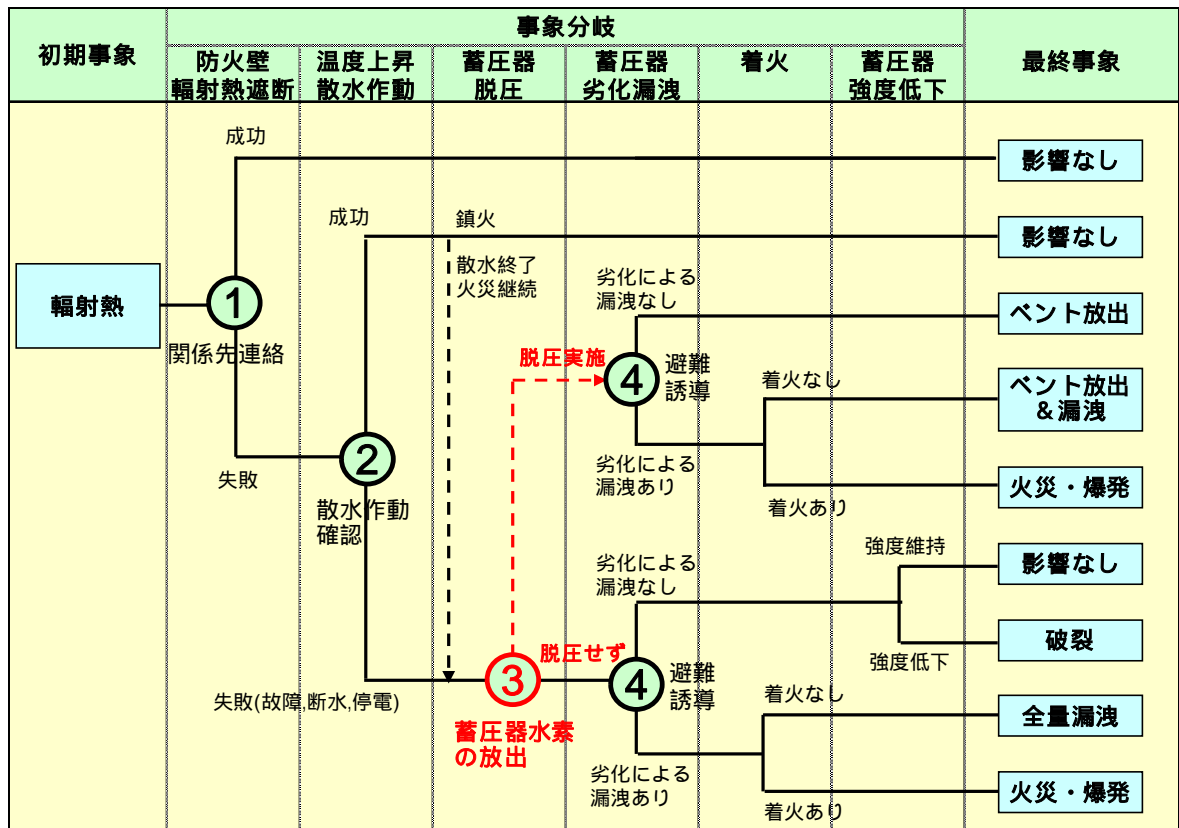 初期事象
事象分岐
最終事象
防火壁
輻射熱遮断
温度上昇
散水作動
蓄圧器
脱圧
蓄圧器
劣化漏洩
着火
蓄圧器
強度低下
成功
影響なし
成功
鎮火
影響なし
散水終了
火災継続
輻射熱
1
関係先連絡
劣化による
漏洩なし
ベント放出
脱圧実施
4
避難
誘導
着火なし
ベント放出
&漏洩
失敗
2
散水作動
確認
劣化による
漏洩あり
着火あり
火災・爆発
劣化による
漏洩なし
強度維持
影響なし
脱圧せず
強度低下
破裂
失敗(故障,断水,停電)
3
蓄圧器水素
の放出
4
避難
誘導
着火なし
全量漏洩
劣化による
漏洩あり
着火あり
火災・爆発